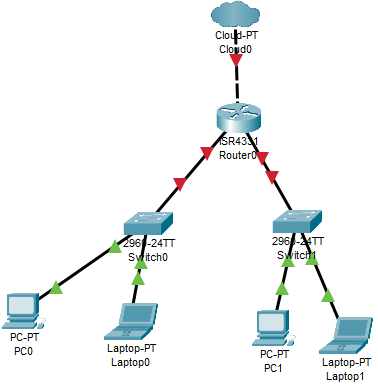 Cloud-PT
Cloud0
ISR4331
Router0
2960-24TT
Switch0
2960-24TT
Switch1
PC-PT
PC0
Laptop-PT
Laptop0
PC-PT
PC1
Laptop-PT
Laptop1